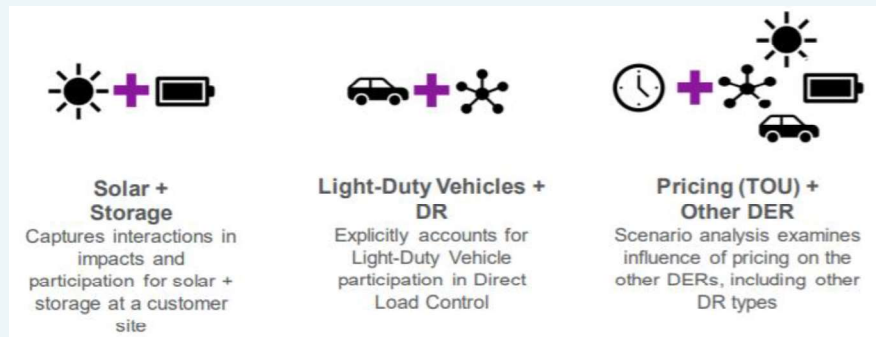 Solar +
Storage
Captures interactions in
impacts and
participation for solar +
storage at a customer
site
Light-Duty Vehicles +
DR
Explicitly accounts for
Light-Duty Vehicle
participation in Direct
Load Control
Pricing (TOU) +
Other DER
Scenario analysis examines
influence of pricing on the
other DERs, including other
DR types